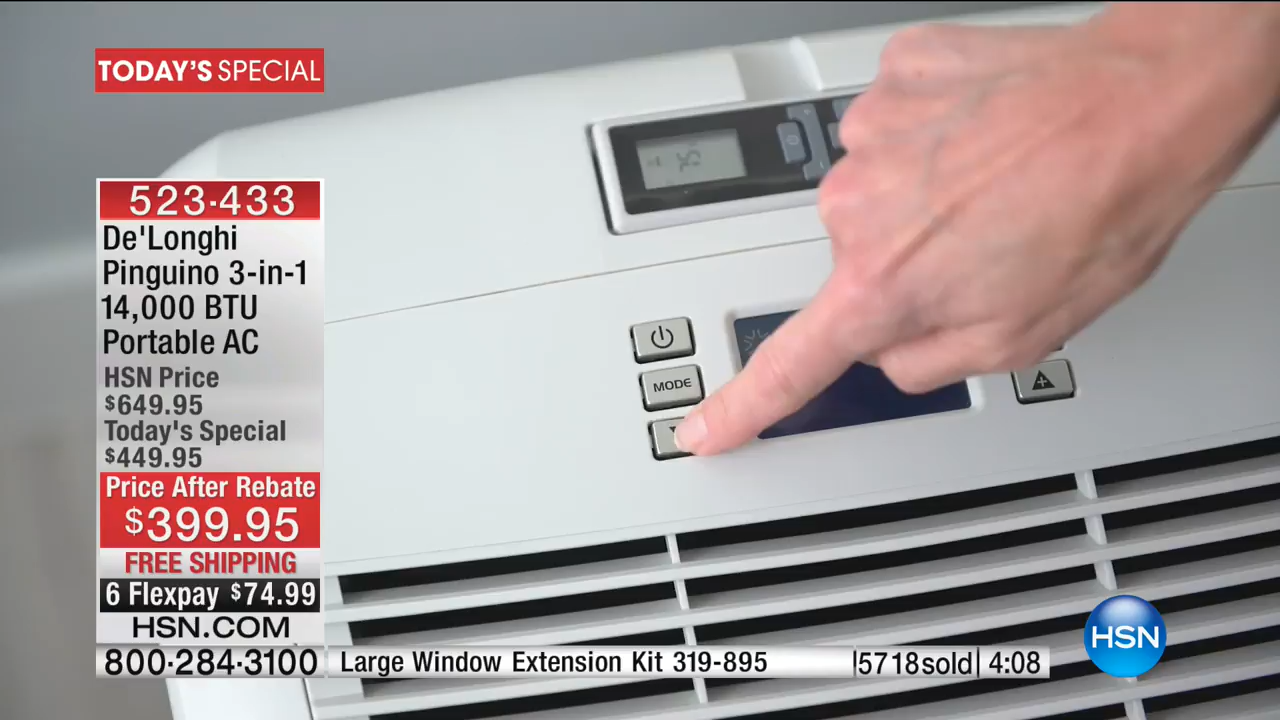 TODAY'S SPECIAL
523·433
De'Longhi
Pinguino 3-in-1
14,000 BTU
Portable AC
HSN Price
$649.95
Today's Special
$449.95
Price After Rebate
$399.95
FREE SHIPPING
6 Flexpay $74.99
HSN.COM
800·284·3100
Large Window Extension Kit 319-895
5718sold
4:08
MODE
HSN